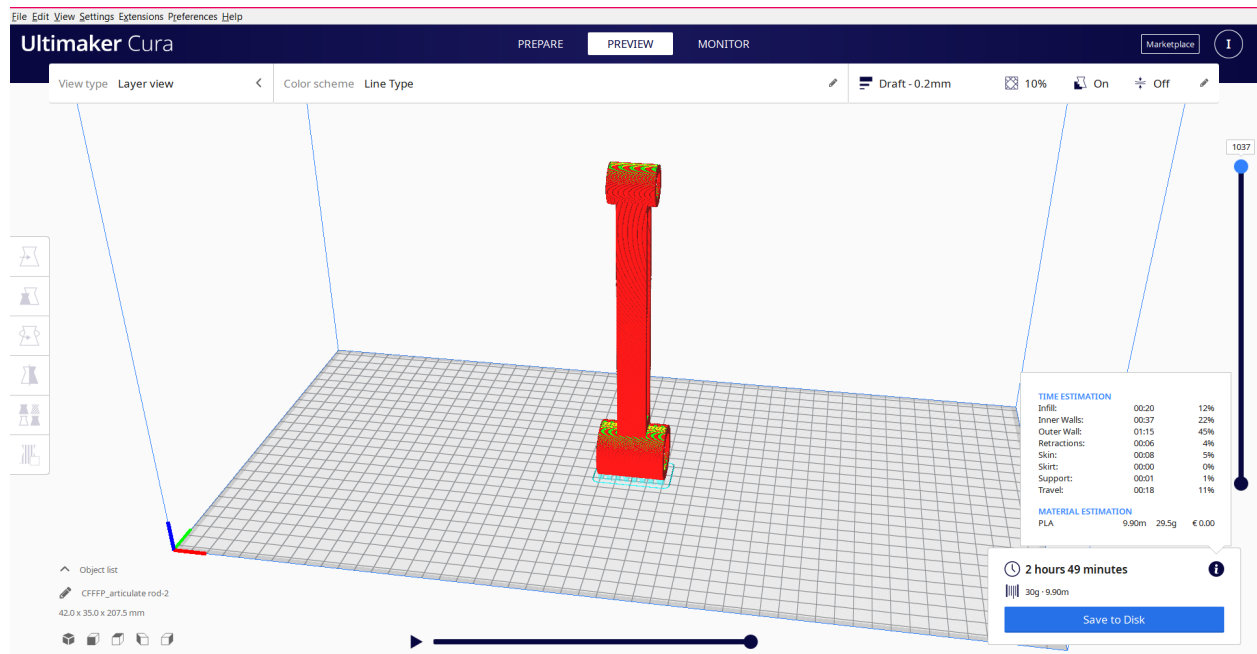 File Edit View Settings Extensions Preferences Help
Ultimaker Cura
PREPARE PREVIEW MONITOR
Marketplace I
View type Layer view
Color scheme Line Type
Draft - 0.2mm 10% On Off
1037
TIME ESTIMATION
Infill: 00:20 12%
Inner Walls: 00:37 22%
Outer Wall: 01:15 45%
Retractions: 00:06 4%
Skin: 00:08 5%
Skirt: 00:00 0%
Support: 00:01 1%
Travel: 00:18 11%
MATERIAL ESTIMATION
PLA 9.90m 29.5g € 0.00
Object list
CFFFP_articulate rod-2
42.0 x 35.0 x 207.5 mm
2 hours 49 minutes
30g · 9.90m
Save to Disk